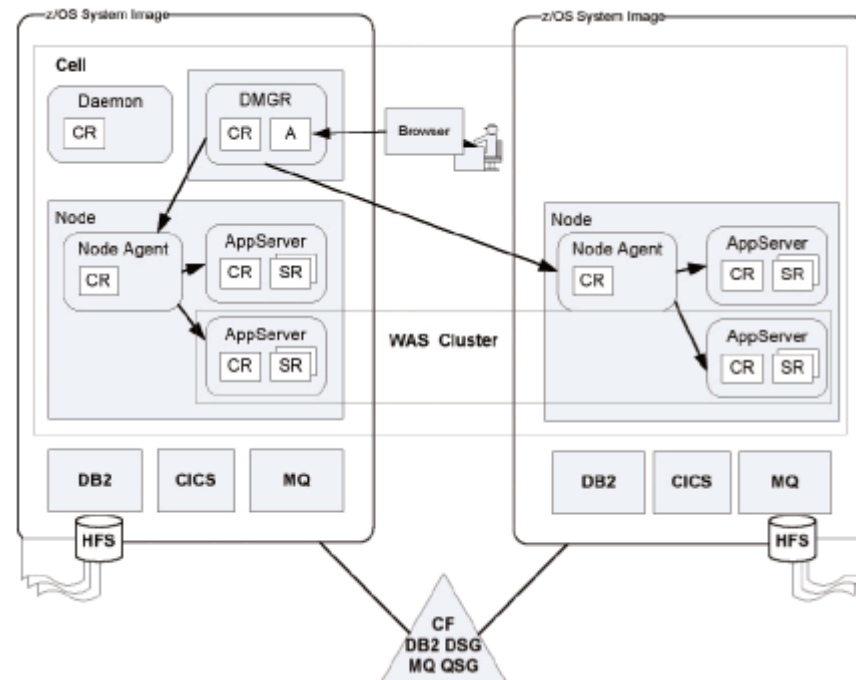 z/OS System Image
z/OS System Image
Cell
Daemon
CR
DMGR
CR
A
Browser
Node
Node Agent
CR
AppServer
CR
SR
AppServer
CR
SR
WAS Cluster
Node
Node Agent
CR
AppServer
CR
SR
AppServer
CR
SR
DB2
CICS
MQ
DB2
CICS
MQ
HFS
HFS
CF
DB2 DSG
MQ QSG